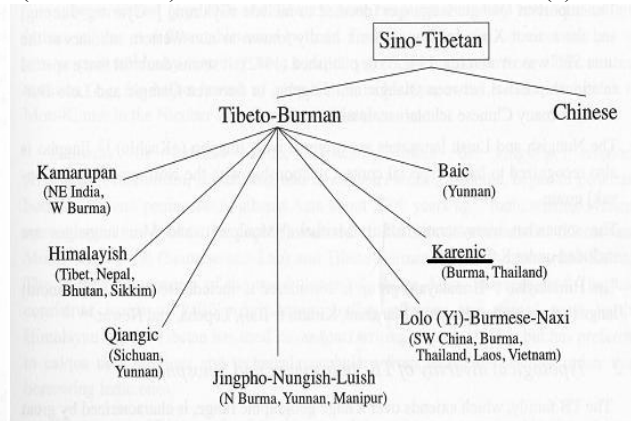 Sino-Tibetan
Tibeto-Burman
Chinese
Kamarupan
(NE India,
W Burma)
Baic
(Yunnan)
Himalayish
(Tibet, Nepal,
Bhutan, Sikkim)
Karenic
(Burma, Thailand)
Qiangic
(Sichuan,
Yunnan)
Lolo (Yi)-Burmese-Naxi
(SW China, Burma,
Thailand, Laos, Vietnam)
Jingpho-Nungish-Luish
(N Burma, Yunnan, Manipur)